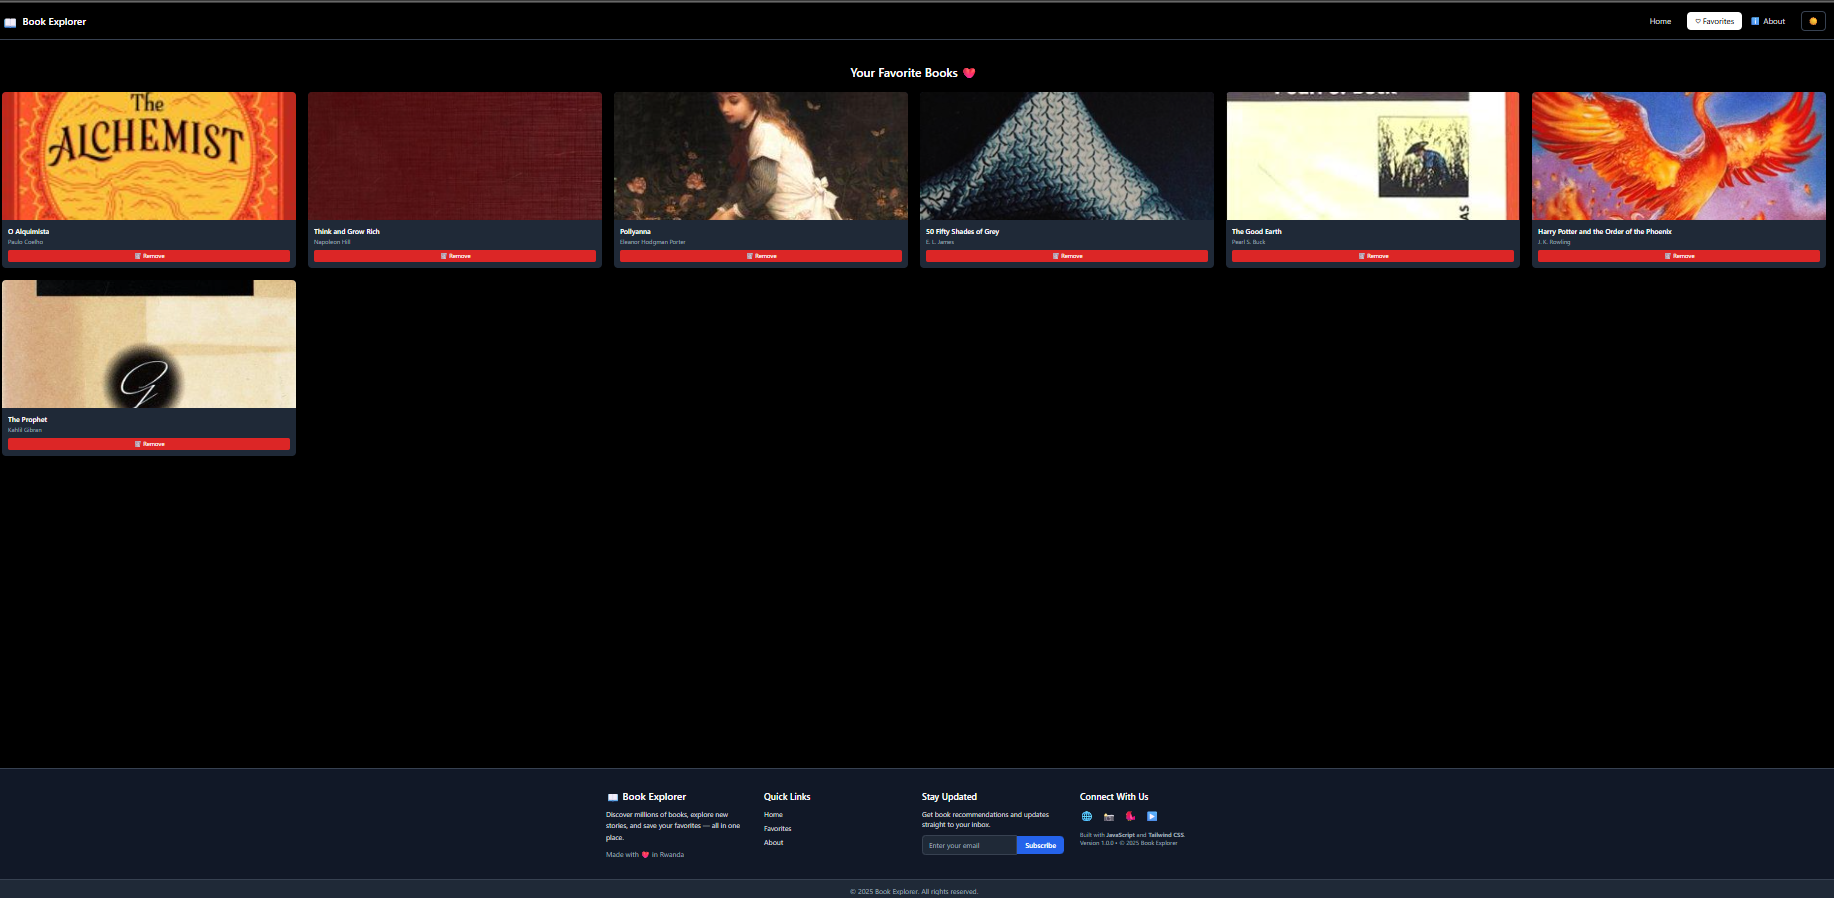 Book Explorer
Home
Favorites
About
Your Favorite Books
The
ALCHEMIST
O Alquimista
Paulo Coelho
Remove
Think and Grow Rich
Napoleon Hill
Remove
Pollyanna
Eleanor Hodgman Porter
Remove
50 Fifty Shades of Grey
E. L. James
Remove
The Good Earth
Pearl S. Buck
Remove
Harry Potter and the Order of the Phoenix
J. K. Rowling
Remove
The Prophet
Kahlil Gibran
Remove
Book Explorer
Discover millions of books, explore new
stories, and save your favorites — all in one
place.
Made with ❤️ in Rwanda
Quick Links
Home
Favorites
About
Stay Updated
Get book recommendations and updates
straight to your inbox.
Enter your email
Subscribe
Connect With Us
Built with JavaScript and Tailwind CSS.
Version 1.0.0 • © 2025 Book Explorer
© 2025 Book Explorer. All rights reserved.